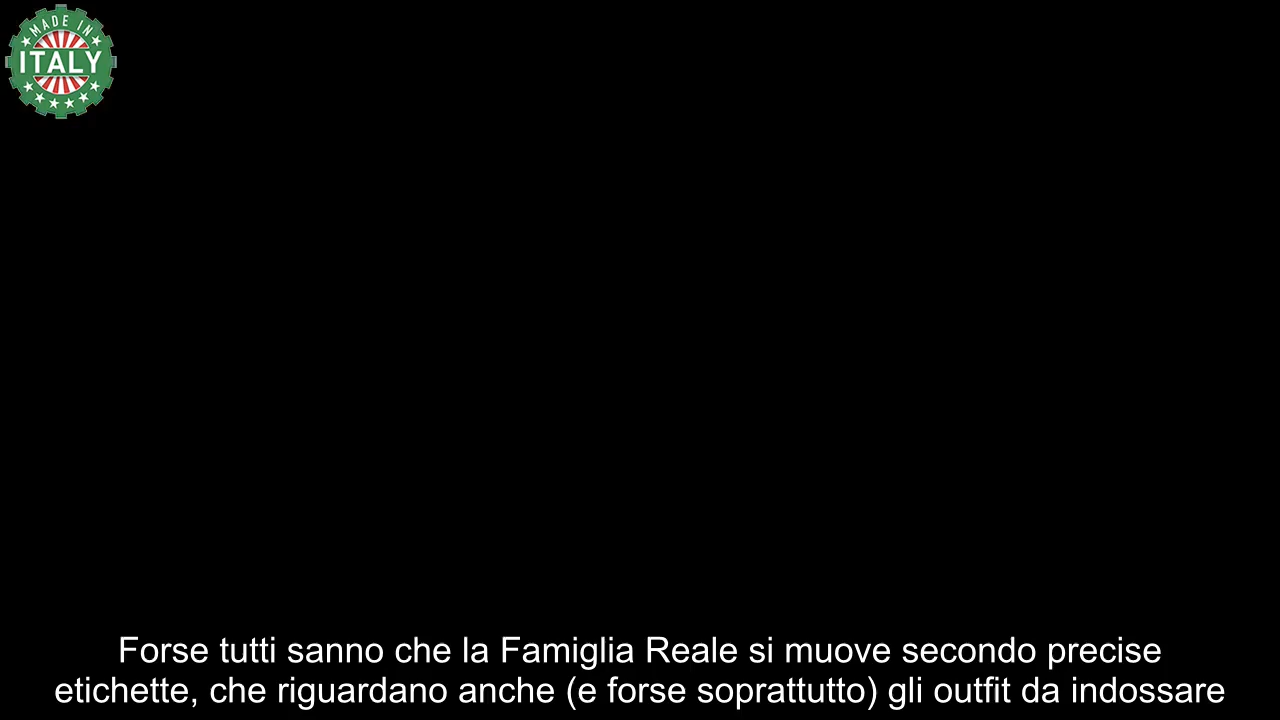 MADE IN
ITALY
Forse tutti sanno che la Famiglia Reale si muove secondo precise
etichette, che riguardano anche (e forse soprattutto) gli outfit da indossare